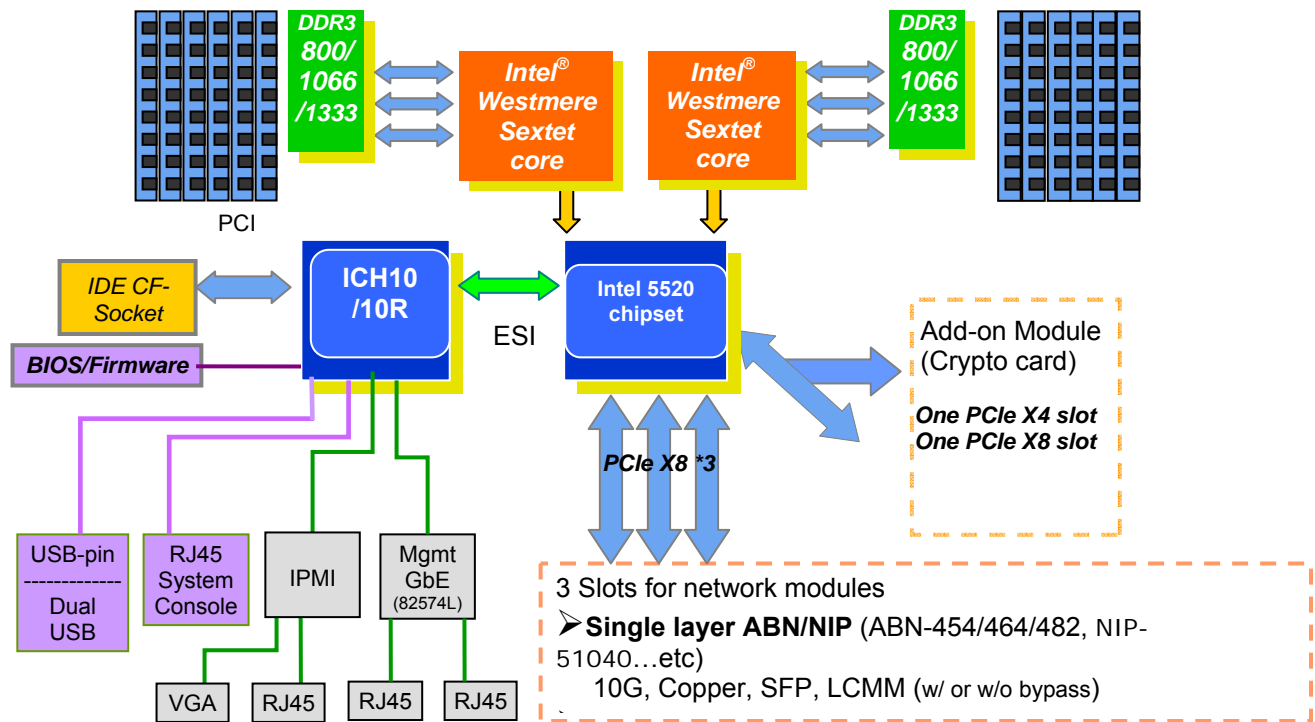 DDR3
800/
1066
/1333
Intel®
Westmere
Sextet
core
Intel®
Westmere
Sextet
core
DDR3
800/
1066
/1333
PCI
IDE CF-
Socket
ICH10
/10R
ESI
Intel 5520
chipset
BIOS/Firmware
Add-on Module
(Crypto card)
One PCIe X4 slot
One PCIe X8 slot
PCIe X8 *3
USB-pin
-------------
Dual
USB
RJ45
System
Console
IPMI
Mgmt
GbE
(82574L)
VGA
RJ45
RJ45
RJ45
3 Slots for network modules
➢Single layer ABN/NIP (ABN-454/464/482, NIP-
51040...etc)
10G, Copper, SFP, LCMM (w/ or w/o bypass)